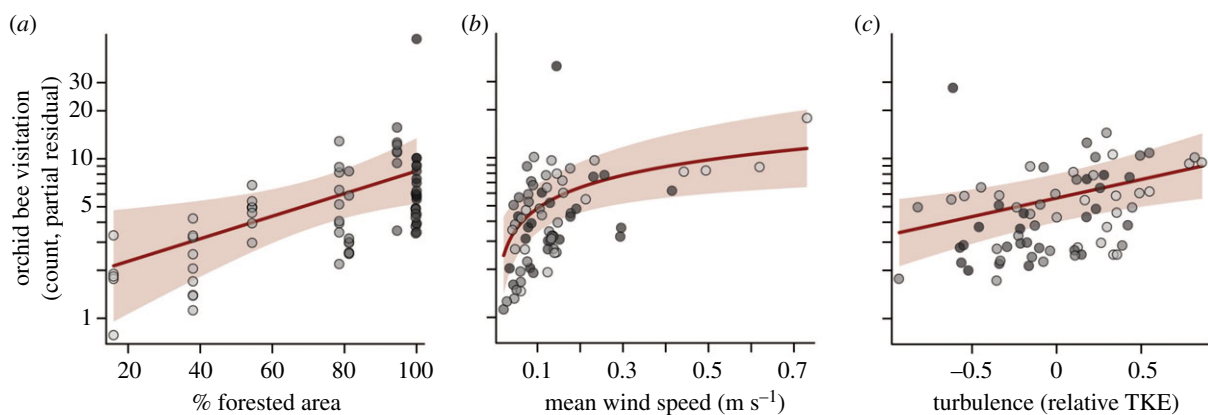 (a)
(b)
(c)
orchid bee visitation
(count, partial residual)
30
20
10
5
1
20 40 60 80 100
% forested area
0.1 0.3 0.5 0.7
mean wind speed (m s⁻¹)
−0.5 0 0.5
turbulence (relative TKE)